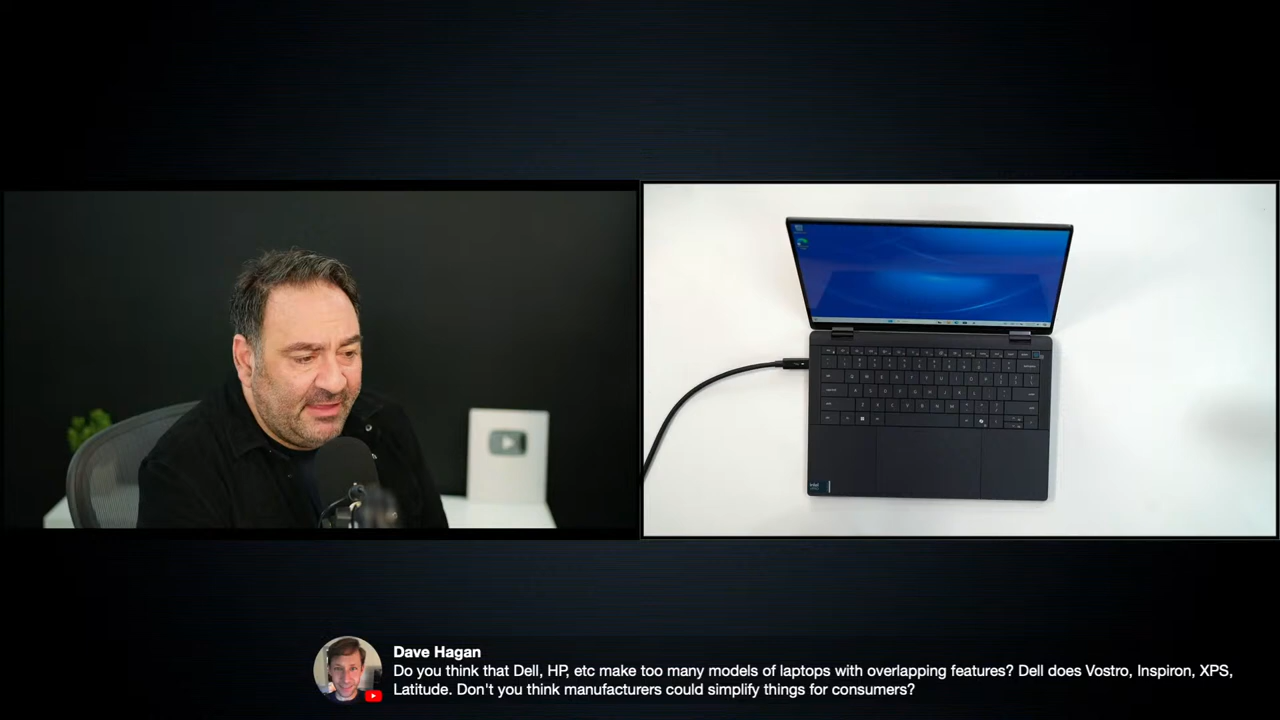 Dave Hagan
Do you think that Dell, HP, etc make too many models of laptops with overlapping features? Dell does Vostro, Inspiron, XPS,
Latitude. Don't you think manufacturers could simplify things for consumers?